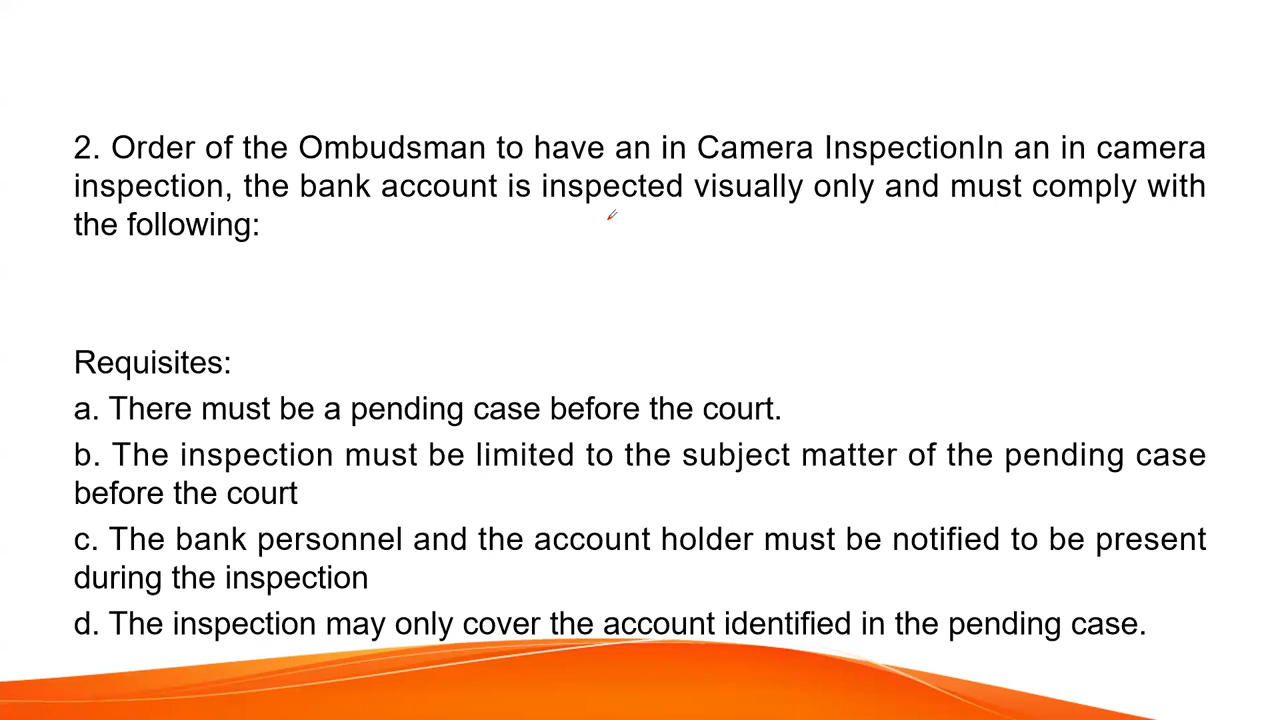 2. Order of the Ombudsman to have an in Camera InspectionIn an in camera
inspection, the bank account is inspected visually only and must comply with
the following:
Requisites:
a. There must be a pending case before the court.
b. The inspection must be limited to the subject matter of the pending case
before the court
c. The bank personnel and the account holder must be notified to be present
during the inspection
d. The inspection may only cover the account identified in the pending case.